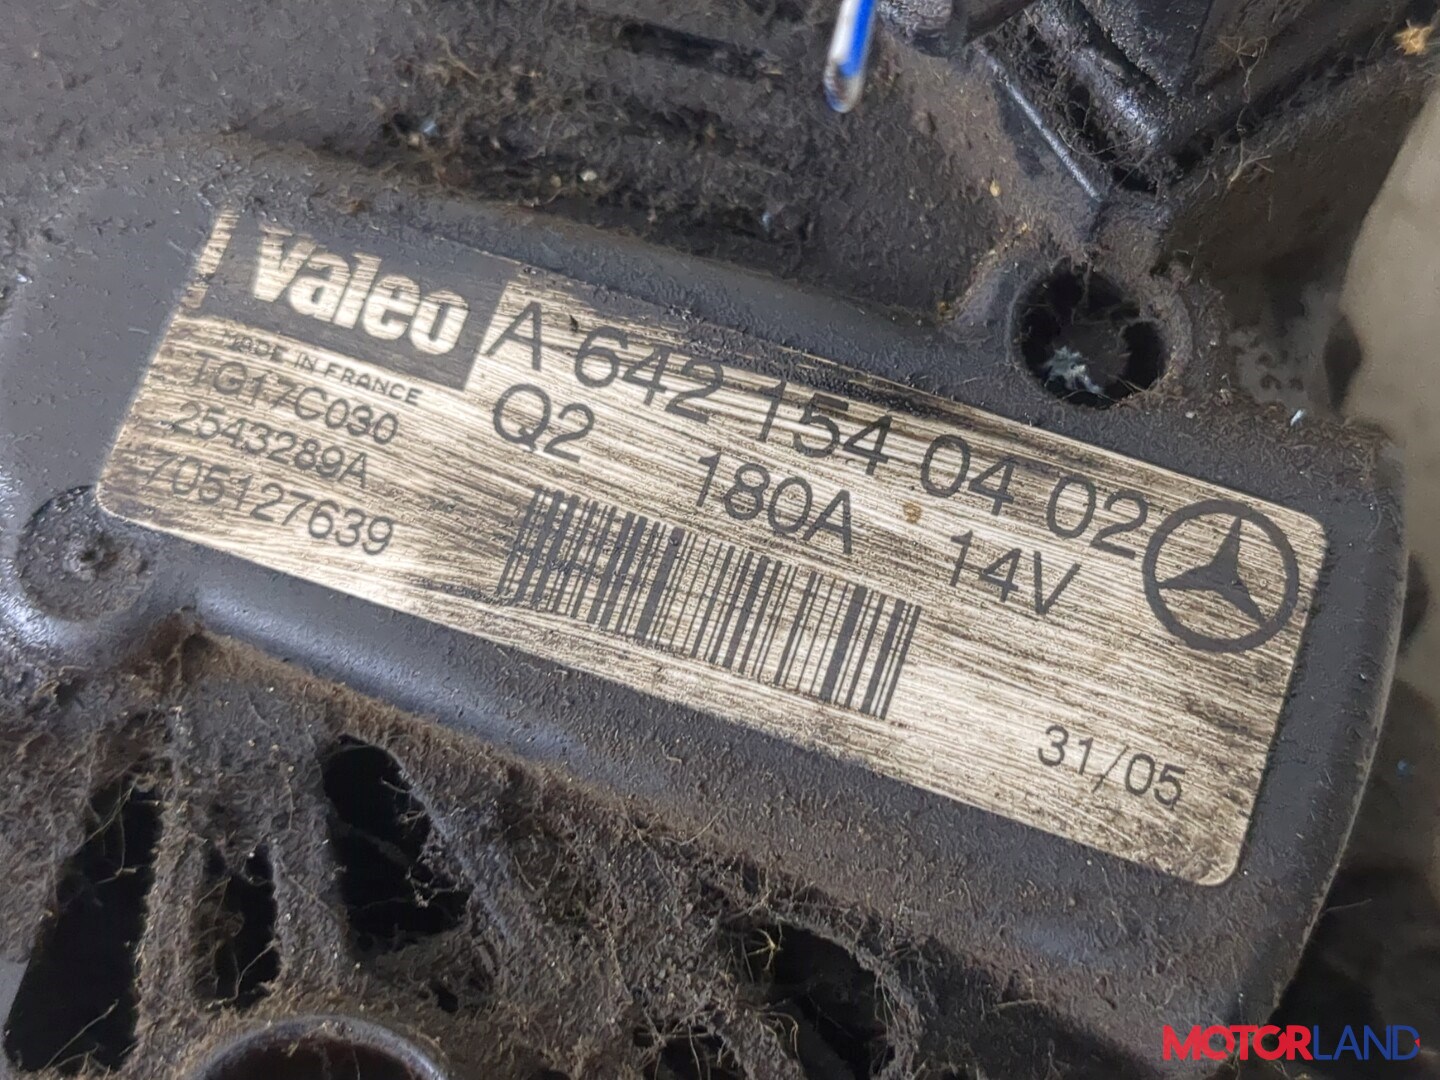 Valeo
MADE IN FRANCE
TG17C030
2543289A
705127639
A 642 154 04 02
Q2 180A 14V
31/05
MOTORLAND